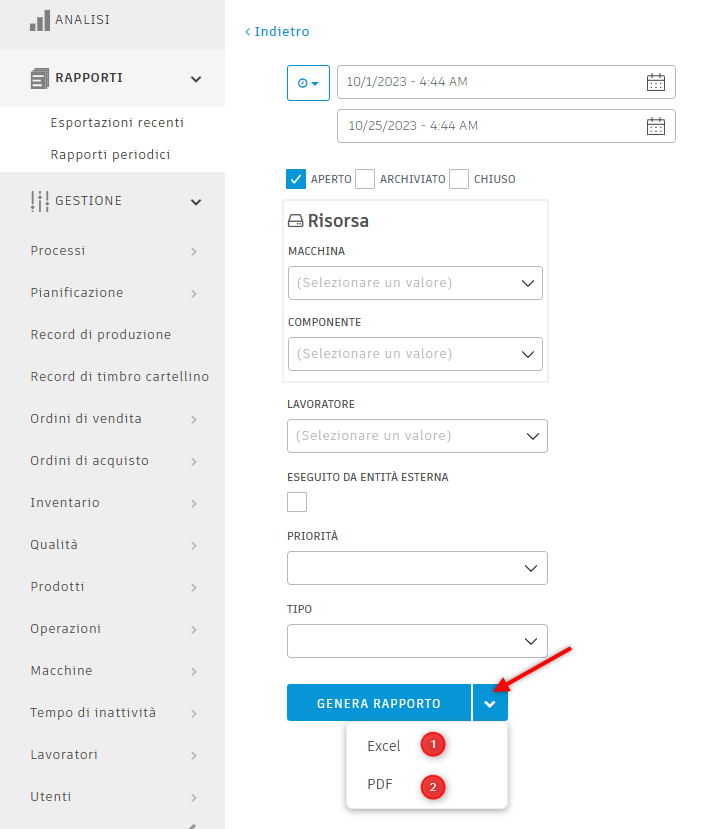 ANALISI
RAPPORTI
Esportazioni recenti
Rapporti periodici
GESTIONE
Processi
Pianificazione
Record di produzione
Record di timbro cartellino
Ordini di vendita
Ordini di acquisto
Inventario
Qualità
Prodotti
Operazioni
Macchine
Tempo di inattività
Lavoratori
Utenti
Indietro
10/1/2023 - 4:44 AM
10/25/2023 - 4:44 AM
APERTO ARCHIVIATO CHIUSO
Risorsa
MACCHINA
(Selezionare un valore)
COMPONENTE
(Selezionare un valore)
LAVORATORE
(Selezionare un valore)
ESEGUITO DA ENTITÀ ESTERNA
PRIORITÀ
TIPO
GENERA RAPPORTO
Excel 1
PDF 2